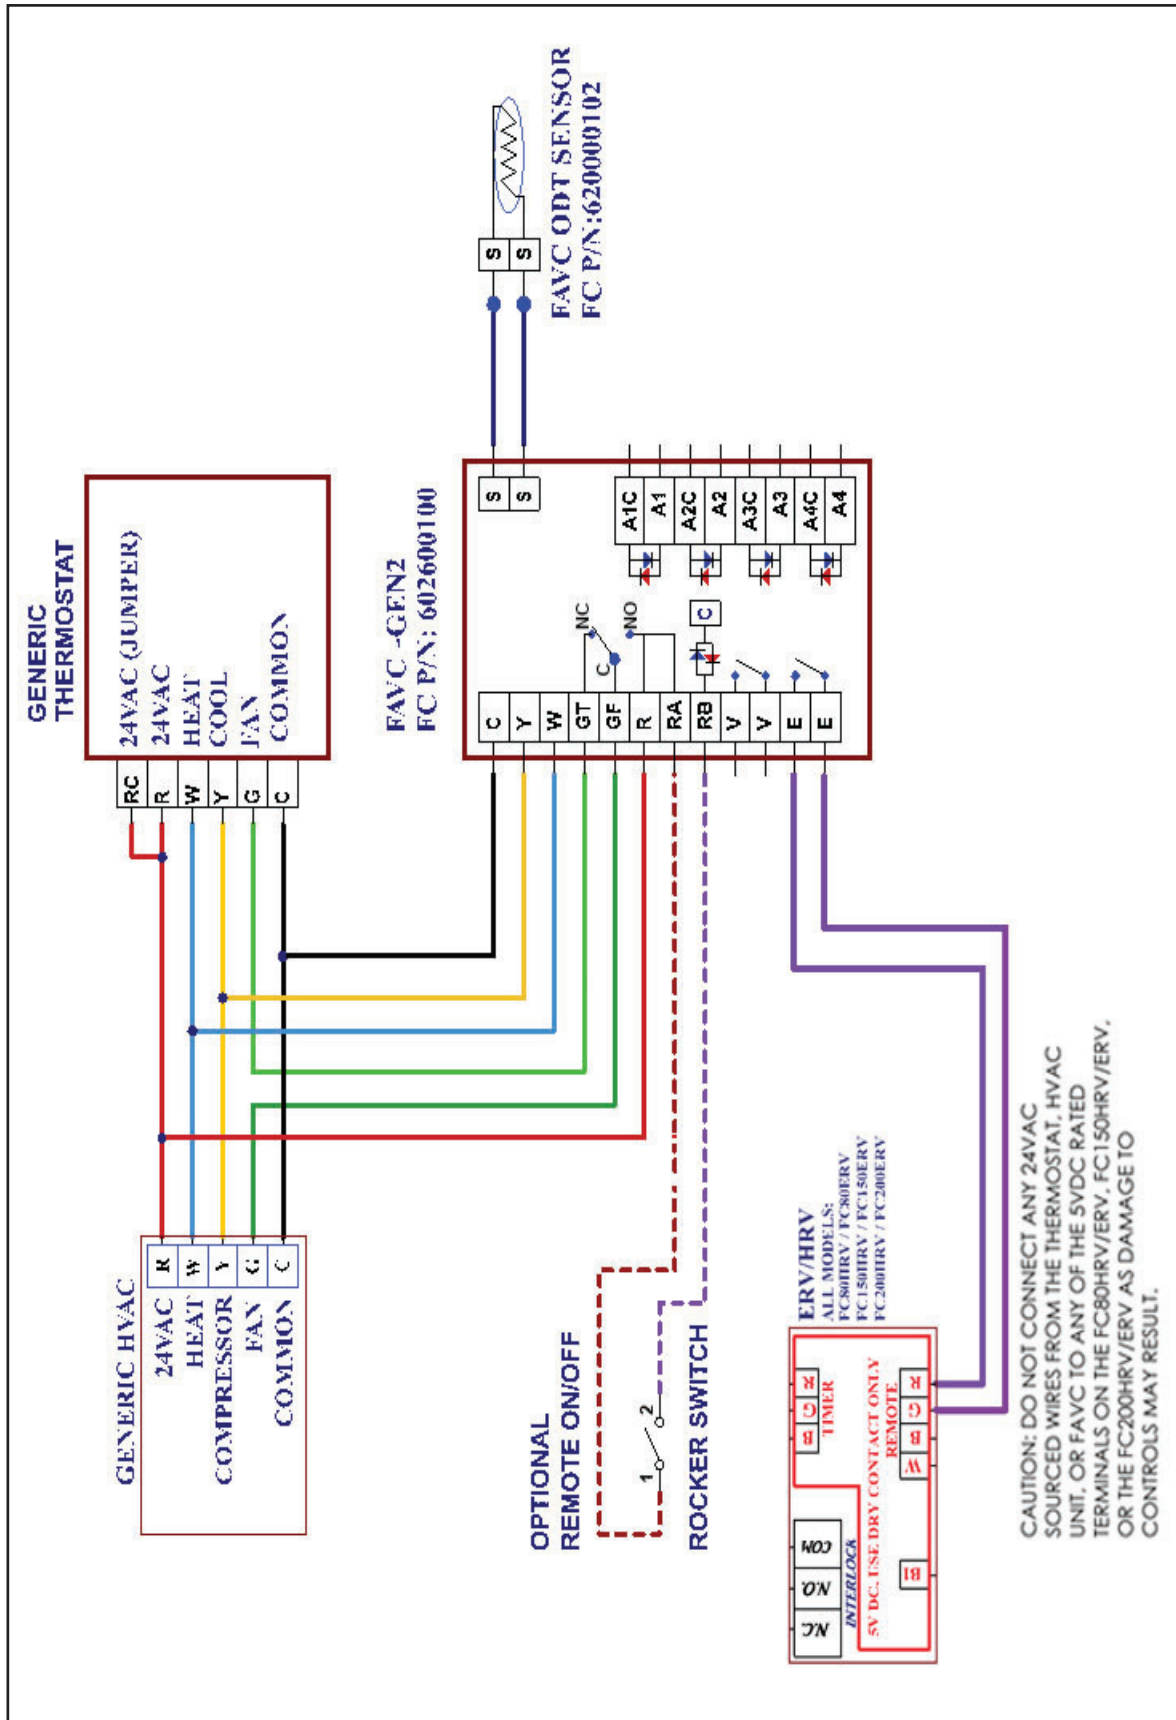 GENERIC
THERMOSTAT
24VAC (JUMPER)
24VAC
HEAT
COOL
FAN
COMMON
RC
R
W
Y
G
C
GENERIC HVAC
24VAC
HEAT
COMPRESSOR
FAN
COMMON
R
W
Y
G
C
FAVC -GEN2
FC P/N: 602600100
C
Y
W
GT
GF
R
RA
RB
V
V
E
E
NC
C
NO
C
S
S
A1C
A1
A2C
A2
A3C
A3
A4C
A4
S
S
FAVC ODT SENSOR
FC P/N:620000102
OPTIONAL
REMOTE ON/OFF
1
2
ROCKER SWITCH
ERV/HRV
ALL MODELS:
FC80HRV / FC80ERV
FC150HRV / FC150ERV
FC200HRV / FC200ERV
N.C.
N.O.
COM
INTERLOCK
B
G
R
TIMER
5V DC. USE DRY CONTACT ONLY
REMOTE
B1
W
B
G
R
CAUTION: DO NOT CONNECT ANY 24VAC
SOURCED WIRES FROM THE THERMOSTAT, HVAC
UNIT, OR FAVC TO ANY OF THE 5VDC RATED
TERMINALS ON THE FC80HRV/ERV, FC150HRV/ERV,
OR THE FC200HRV/ERV AS DAMAGE TO
CONTROLS MAY RESULT.